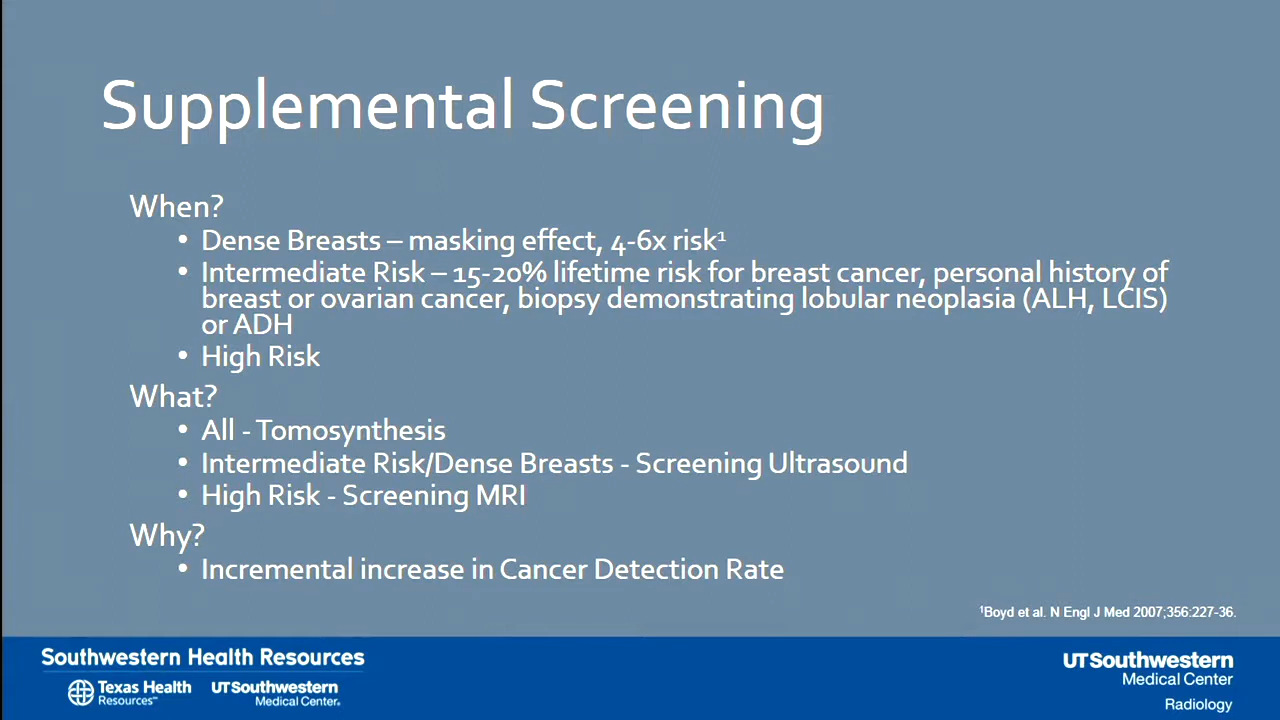 Supplemental Screening
When?
• Dense Breasts – masking effect, 4-6x risk¹
• Intermediate Risk – 15-20% lifetime risk for breast cancer, personal history of
breast or ovarian cancer, biopsy demonstrating lobular neoplasia (ALH, LCIS)
or ADH
• High Risk
What?
• All - Tomosynthesis
• Intermediate Risk/Dense Breasts - Screening Ultrasound
• High Risk - Screening MRI
Why?
• Incremental increase in Cancer Detection Rate
¹Boyd et al. N Engl J Med 2007;356:227-36.
Southwestern Health Resources
Texas Health
Resources℠
UTSouthwestern
Medical Center®
UTSouthwestern
Medical Center
Radiology